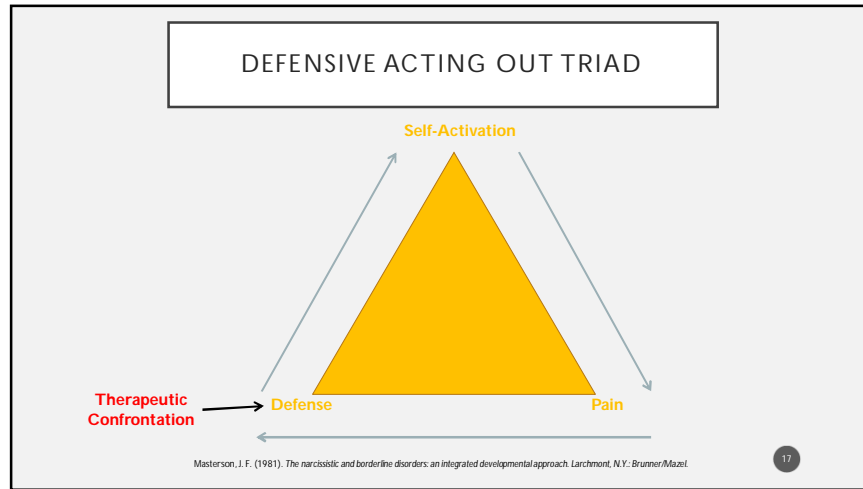 DEFENSIVE ACTING OUT TRIAD
Self-Activation
Therapeutic
Confrontation
Defense
Pain
Masterson, J. F. (1981). The narcissistic and borderline disorders: an integrated developmental approach. Larchmont, N.Y.: Brunner/Mazel.
17